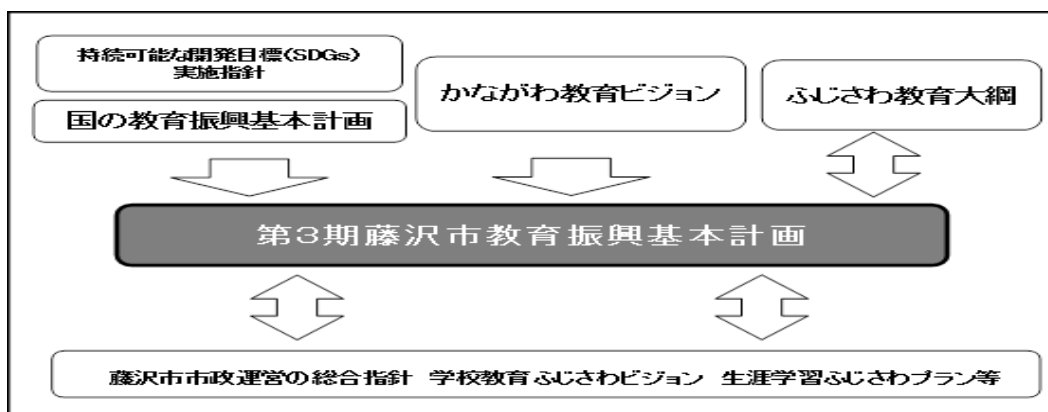 持続可能な開発目標(SDGs)
実施指針
国の教育振興基本計画
かながわ教育ビジョン
ふじさわ教育大綱
第3期藤沢市教育振興基本計画
藤沢市市政運営の総合指針 学校教育ふじさわビジョン 生涯学習ふじさわプラン等